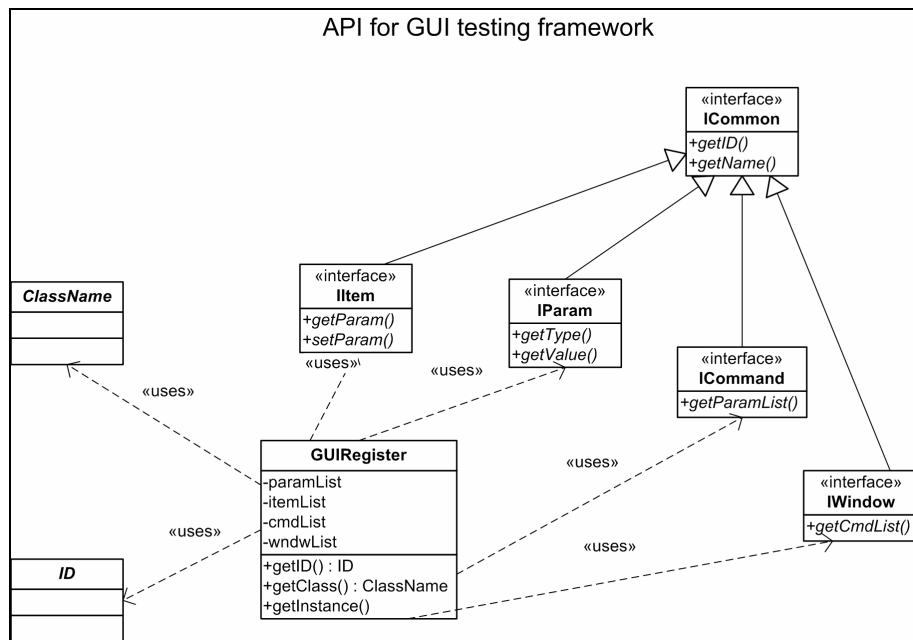 API for GUI testing framework
«interface»
ICommon
+getID()
+getName()
«interface»
IItem
+getParam()
+setParam()
«interface»
IParam
+getType()
+getValue()
ClassName
«interface»
ICommand
+getParamList()
«uses»
«uses»
«uses»
GUIRegister
-paramList
-itemList
-cmdList
-wndwList
+getID() : ID
+getClass() : ClassName
+getInstance()
«uses»
«interface»
IWindow
+getCmdList()
«uses»
«uses»
ID